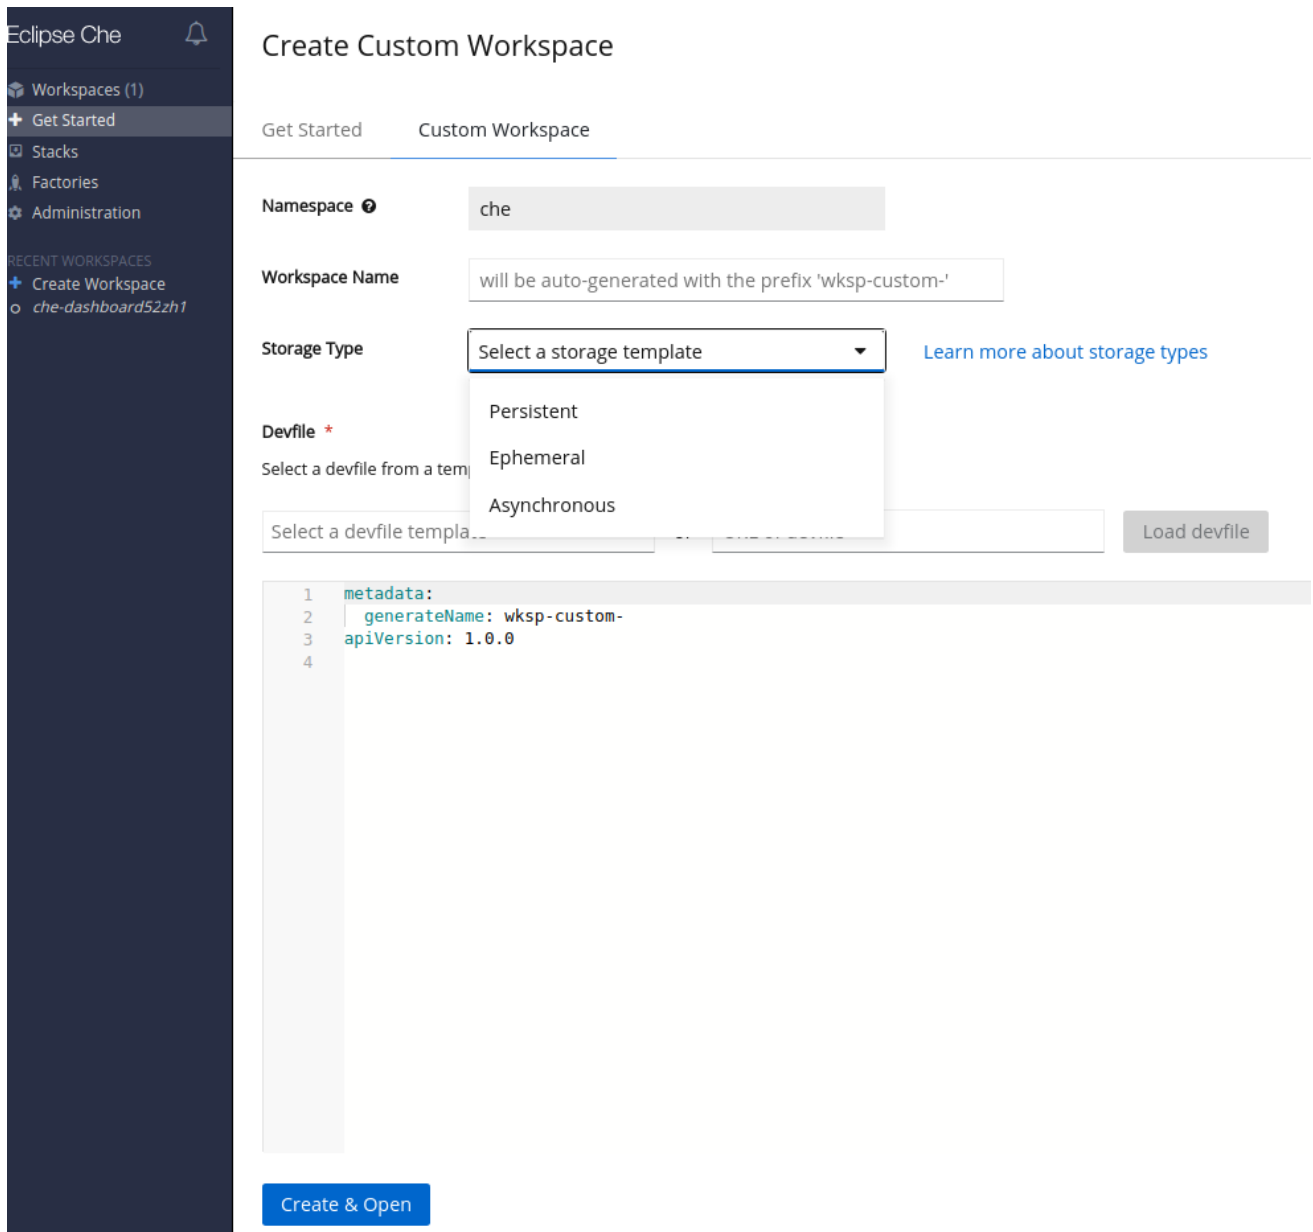 Eclipse Che
Workspaces (1)
Get Started
Stacks
Factories
Administration
RECENT WORKSPACES
Create Workspace
che-dashboard52zh1
Create Custom Workspace
Get Started Custom Workspace
Namespace che
Workspace Name will be auto-generated with the prefix 'wksp-custom-'
Storage Type Select a storage template Learn more about storage types
Persistent
Ephemeral
Asynchronous
Devfile *
Select a devfile from a
Select a devfile Load devfile
1 metadata:
2 generateName: wksp-custom-
3 apiVersion: 1.0.0
4
Create & Open